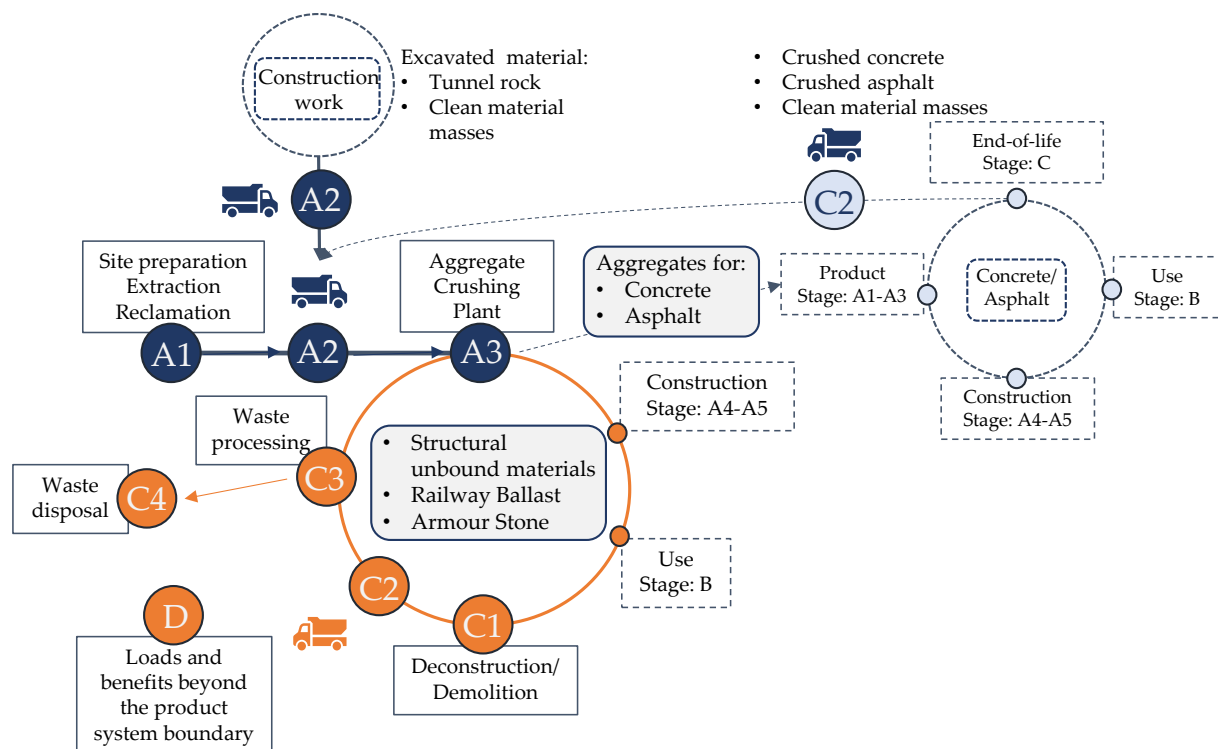 Construction
work
Excavated material:
• Tunnel rock
• Clean material
masses
• Crushed concrete
• Crushed asphalt
• Clean material masses
End-of-life
Stage: C
A2
C2
Site preparation
Extraction
Reclamation
Aggregate
Crushing
Plant
Aggregates for:
• Concrete
• Asphalt
Product
Stage: A1-A3
Concrete/
Asphalt
Use
Stage: B
A1
A2
A3
Construction
Stage: A4-A5
Construction
Stage: A4-A5
Waste
processing
C3
• Structural
unbound materials
• Railway Ballast
• Armour Stone
Waste
disposal
C4
Use
Stage: B
C2
D
C1
Loads and
benefits beyond
the product
system boundary
Deconstruction/
Demolition